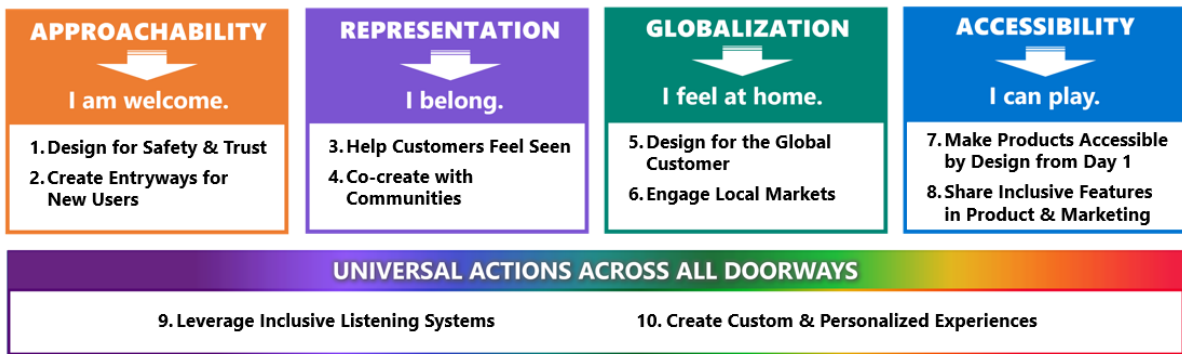 APPROACHABILITY
I am welcome.
1. Design for Safety & Trust
2. Create Entryways for
New Users
REPRESENTATION
I belong.
3. Help Customers Feel Seen
4. Co-create with
Communities
GLOBALIZATION
I feel at home.
5. Design for the Global
Customer
6. Engage Local Markets
ACCESSIBILITY
I can play.
7. Make Products Accessible
by Design from Day 1
8. Share Inclusive Features
in Product & Marketing
UNIVERSAL ACTIONS ACROSS ALL DOORWAYS
9. Leverage Inclusive Listening Systems
10. Create Custom & Personalized Experiences